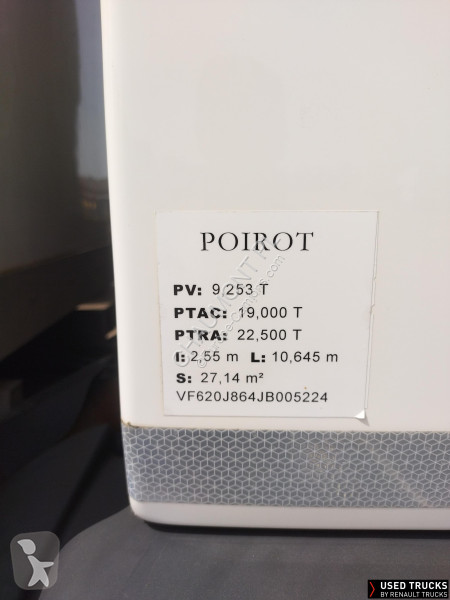 POIROT
PV: 9,253 T
PTAC: 19,000 T
PTRA: 22,500 T
l: 2,55 m L: 10,645 m
S: 27,14 m²
VF620J864JB005224
USED TRUCKS
BY RENAULT TRUCKS